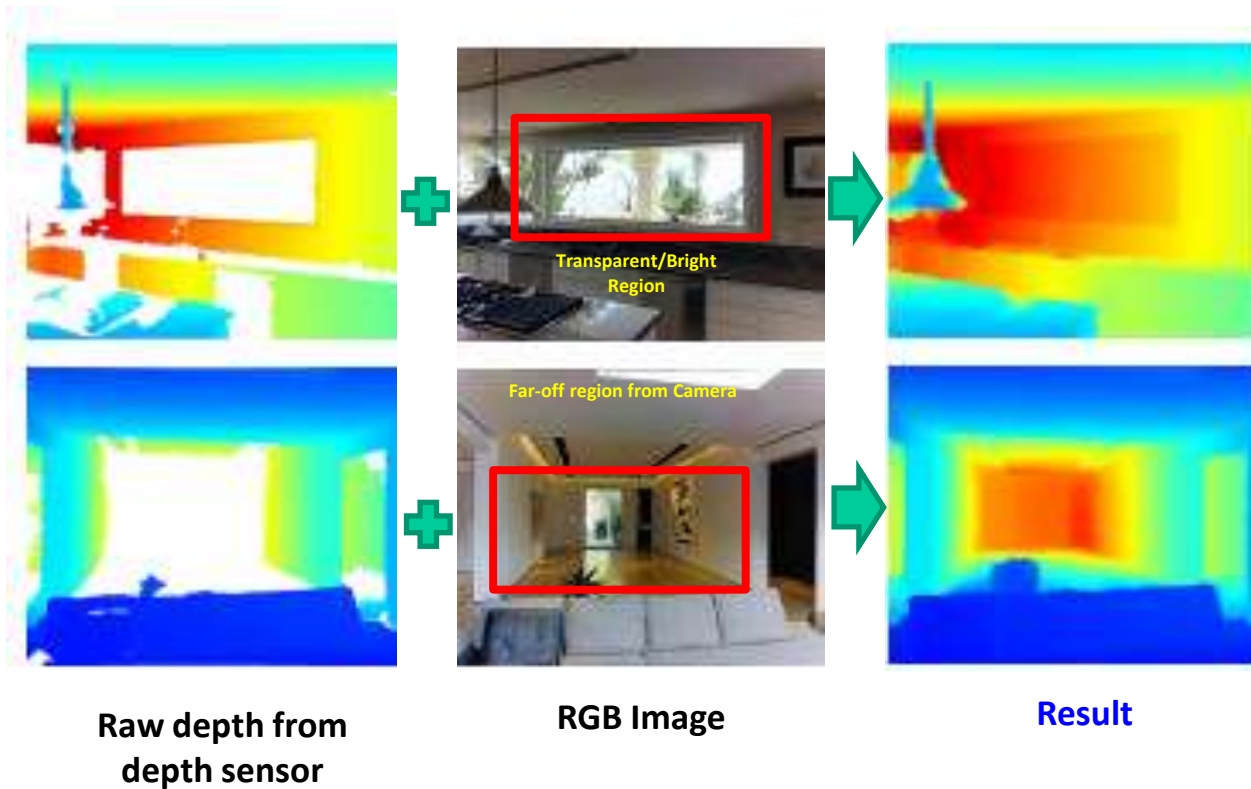 Transparent/Bright
Region
Far-off region from Camera
Raw depth from
depth sensor
RGB Image
Result